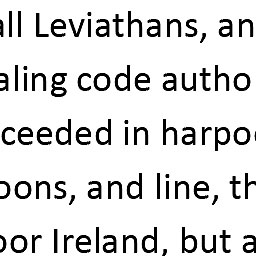 all Leviathans, an
aling code autho
ceeded in harpoo
oons, and line, th
oor Ireland, but a